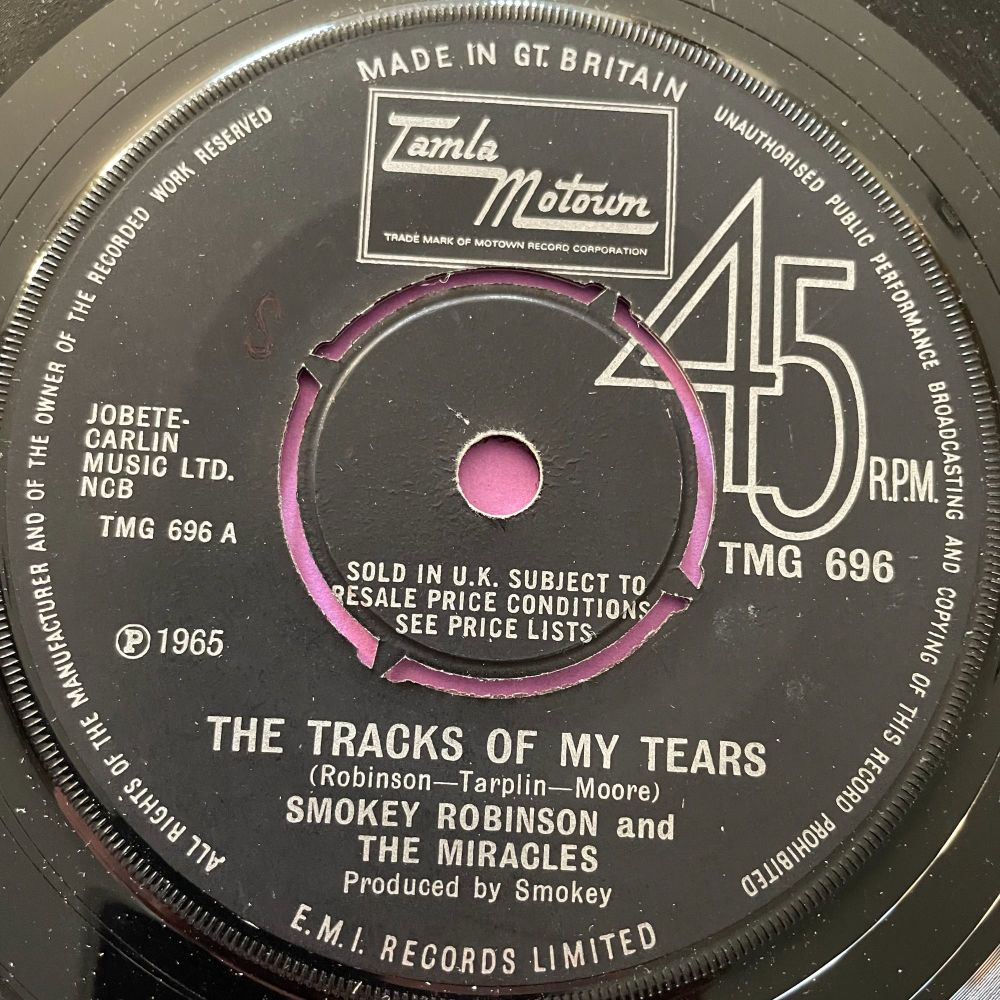 MADE IN GT. BRITAIN
Tamla
Motown
TRADE MARK OF MOTOWN RECORD CORPORATION
ALL RIGHTS OF THE MANUFACTURER AND OF THE OWNER OF THE RECORDED WORK RESERVED
UNAUTHORISED PUBLIC PERFORMANCE BROADCASTING AND COPYING OF THIS RECORD PROHIBITED
S
45
R.P.M.
JOBETE-
CARLIN
MUSIC LTD.
NCB
TMG 696 A
TMG 696
SOLD IN U.K. SUBJECT TO
RESALE PRICE CONDITIONS
SEE PRICE LISTS
Ⓟ 1965
THE TRACKS OF MY TEARS
(Robinson—Tarplin—Moore)
SMOKEY ROBINSON and
THE MIRACLES
Produced by Smokey
E.M.I. RECORDS LIMITED